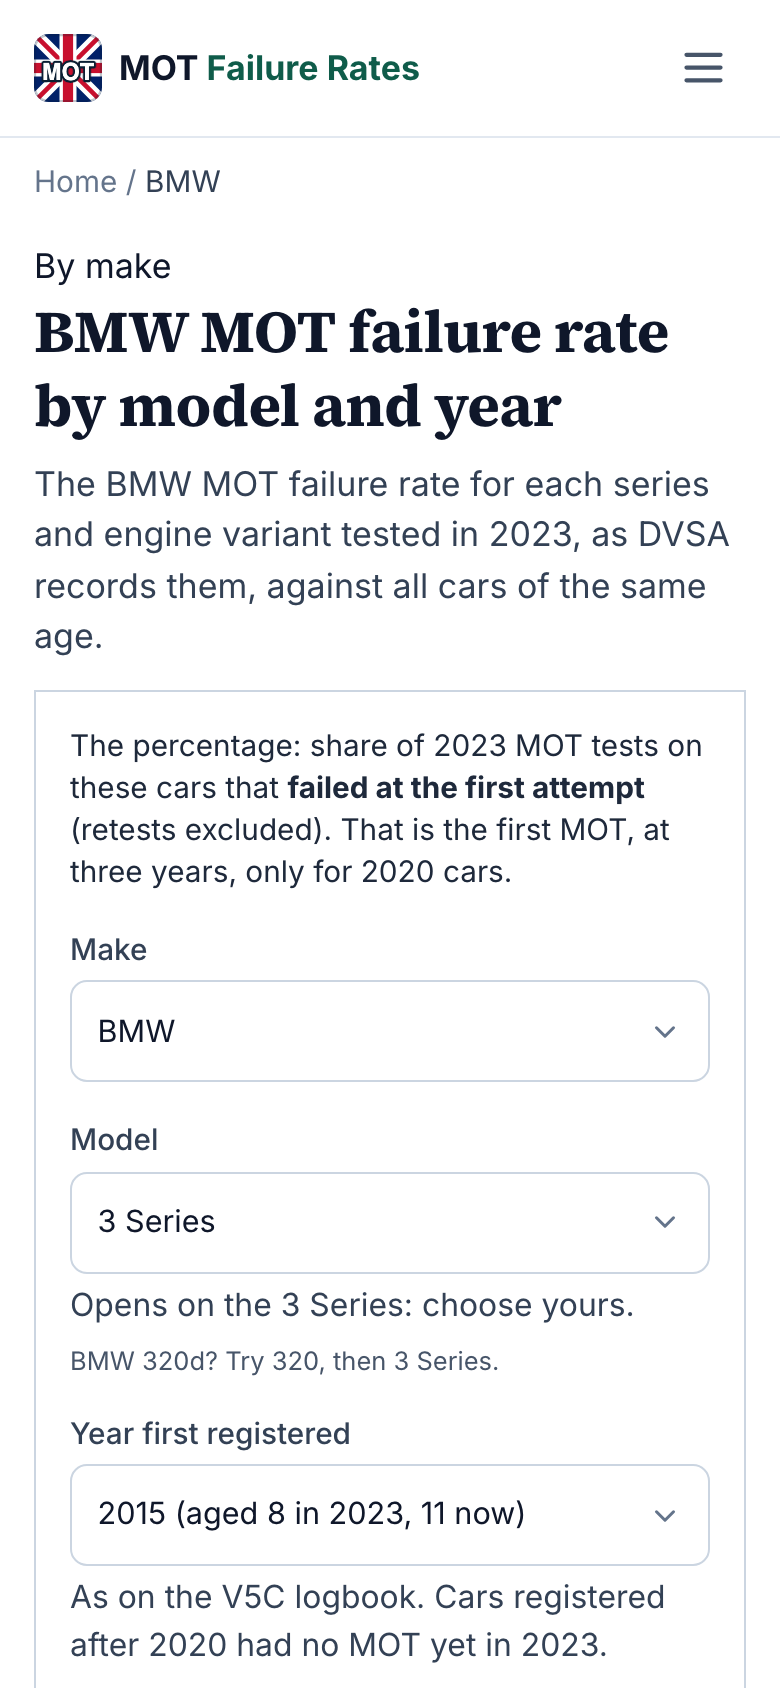 MOT
MOT Failure Rates
Home / BMW
By make
BMW MOT failure rate
by model and year
The BMW MOT failure rate for each series
and engine variant tested in 2023, as DVSA
records them, against all cars of the same
age.
The percentage: share of 2023 MOT tests on
these cars that failed at the first attempt
(retests excluded). That is the first MOT, at
three years, only for 2020 cars.
Make
BMW
Model
3 Series
Opens on the 3 Series: choose yours.
BMW 320d? Try 320, then 3 Series.
Year first registered
2015 (aged 8 in 2023, 11 now)
As on the V5C logbook. Cars registered
after 2020 had no MOT yet in 2023.